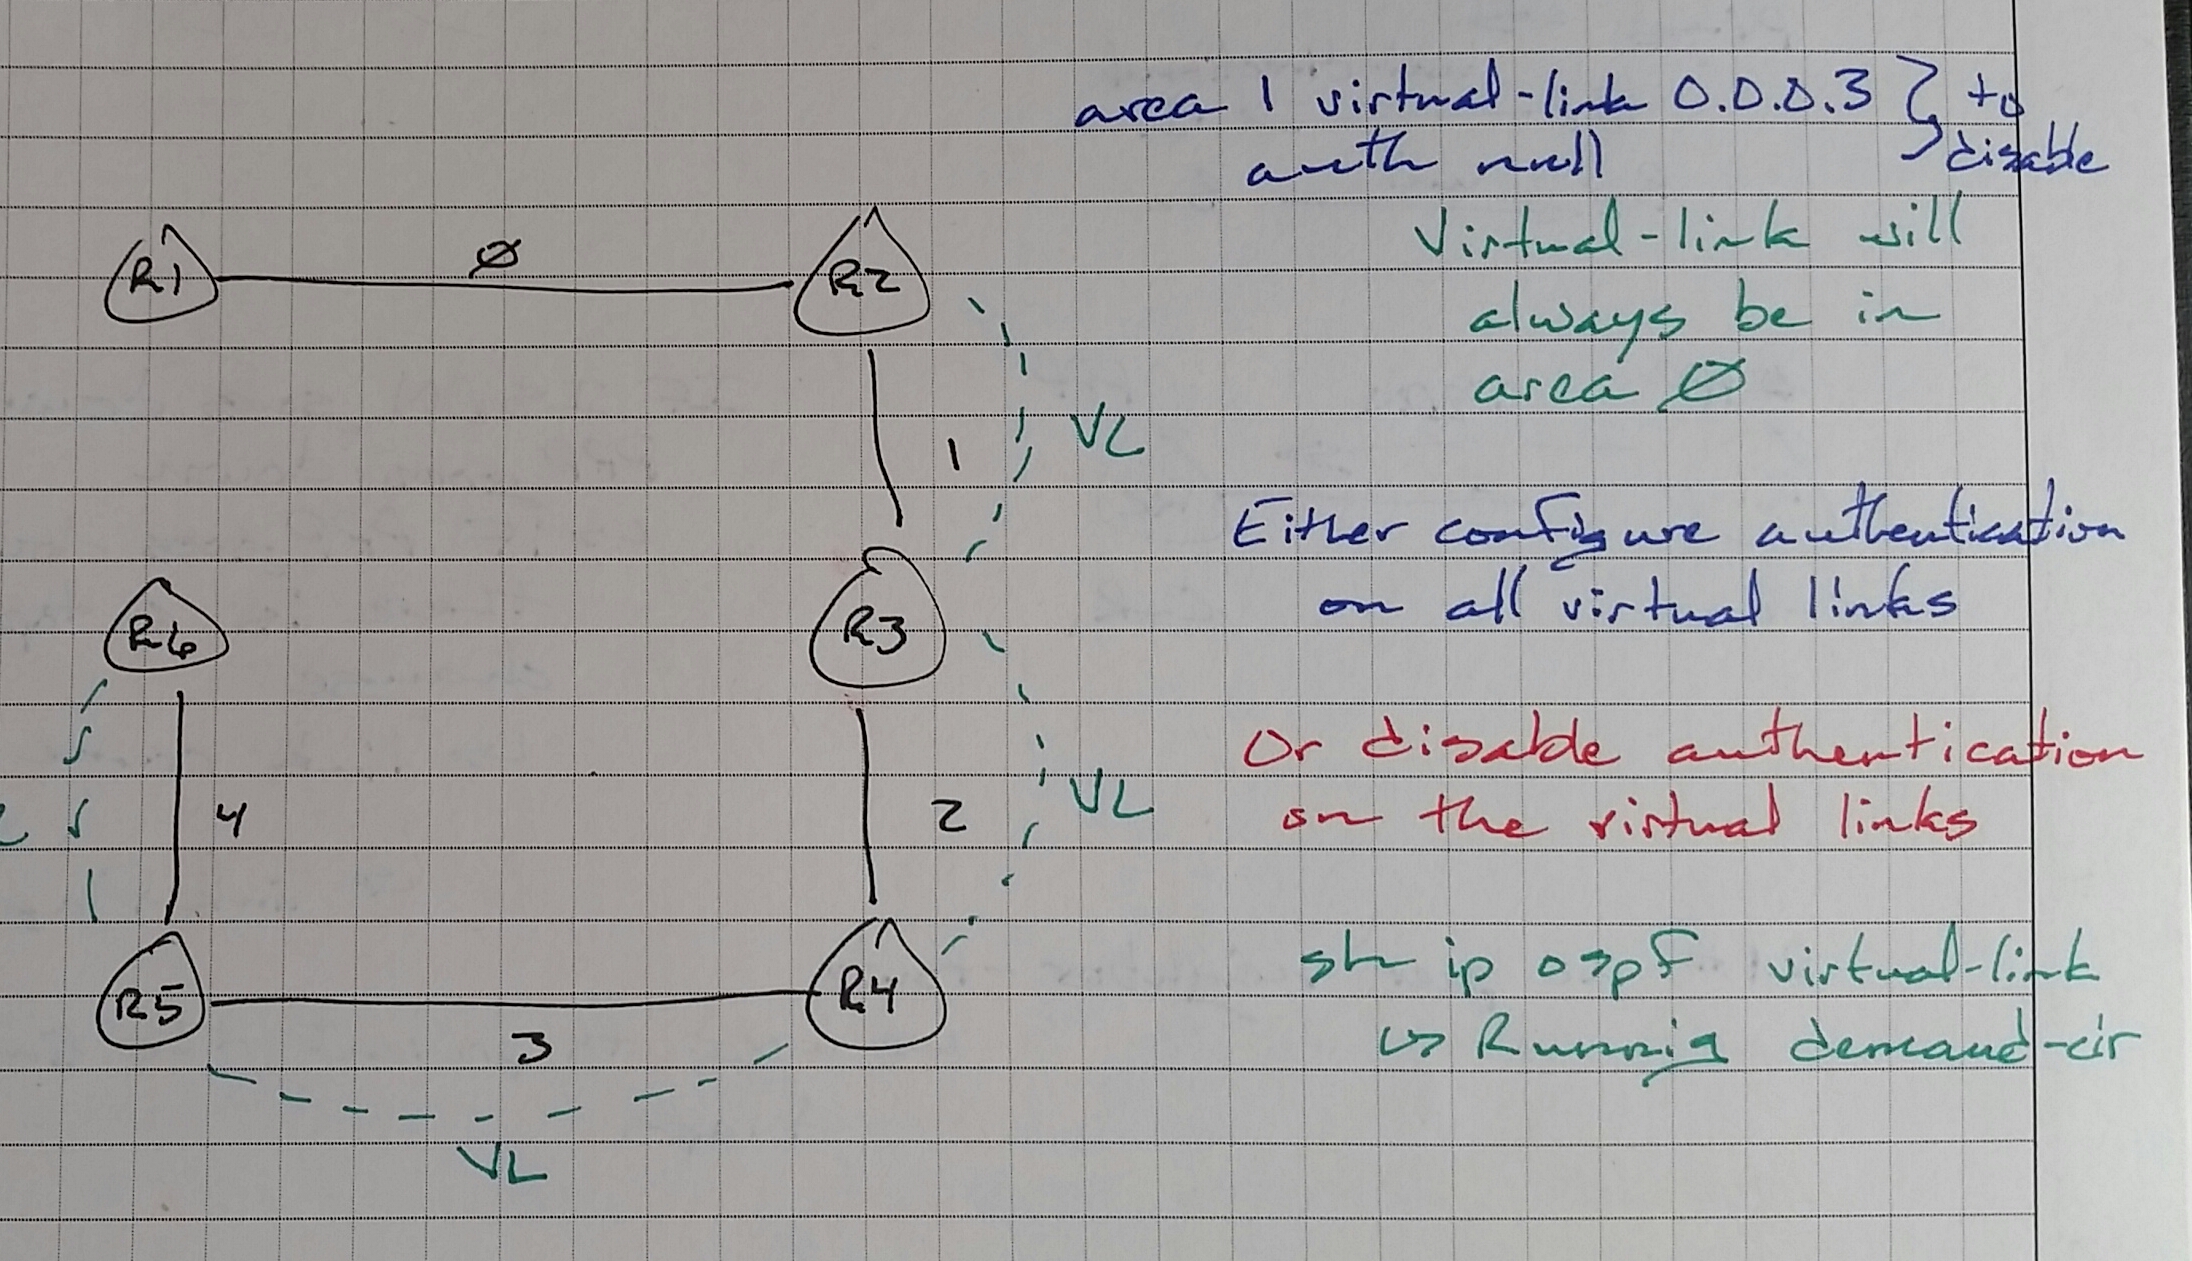 area 1 virtual-link 0.0.0.3 } to
auth null disable
R1 Ø R2
Virtual-link will
always be in
area Ø
1 VL
Either configure authentication
on all virtual links
R6 R3
Or disable authentication
4 2 VL on the virtual links
sh ip ospf virtual-link
R5 R4
↳ Running demand-cir
3
VL